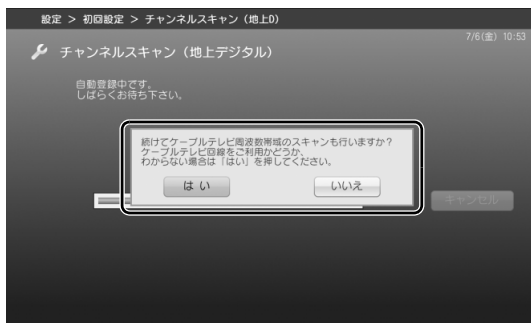 設定 > 初回設定 > チャンネルスキャン（地上D）
7/6(金) 10:53
チャンネルスキャン（地上デジタル）
自動登録中です。
しばらくお待ち下さい。
続けてケーブルテレビ周波数帯域のスキャンも行いますか？
ケーブルテレビ回線をご利用かどうか、
わからない場合は「はい」を押してください。
はい
いいえ
キャンセル